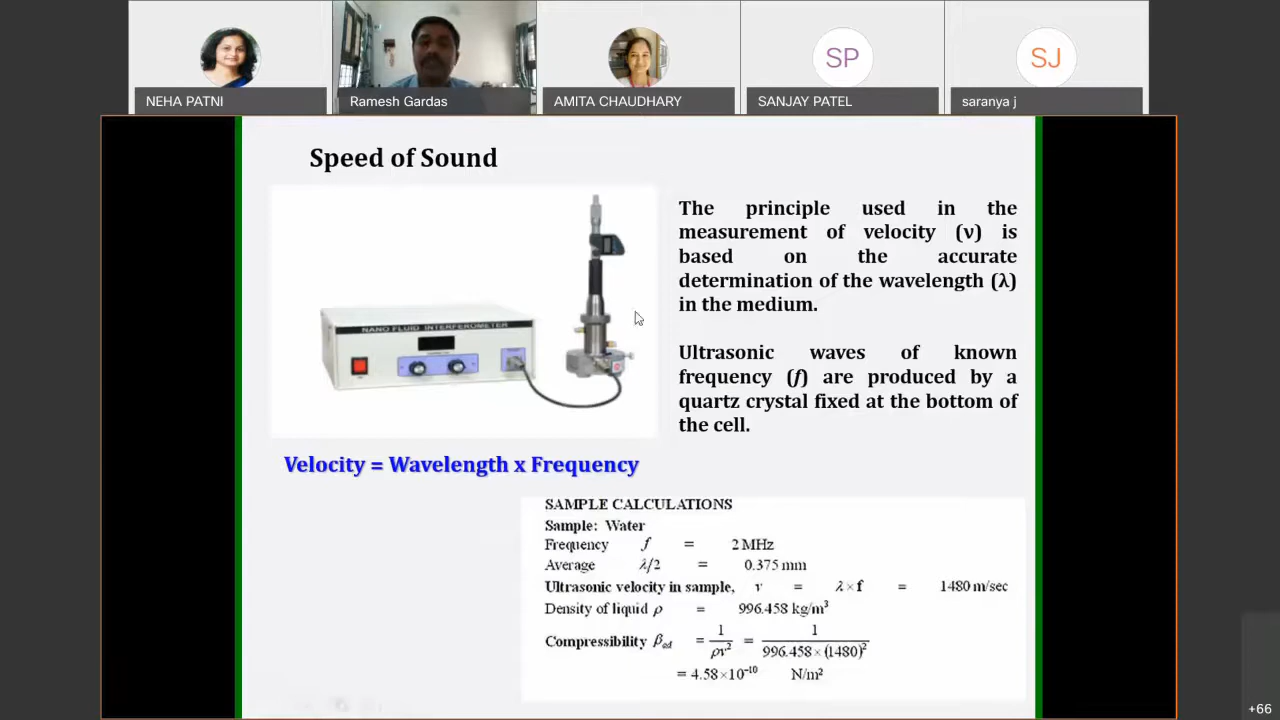 SP
SJ
NEHA PATNI
Ramesh Gardas
AMITA CHAUDHARY
SANJAY PATEL
saranya j
Speed of Sound
NANO FLUID INTERFEROMETER
The principle used in the
measurement of velocity (ν) is
based on the accurate
determination of the wavelength (λ)
in the medium.
Ultrasonic waves of known
frequency (f) are produced by a
quartz crystal fixed at the bottom of
the cell.
Velocity = Wavelength x Frequency
SAMPLE CALCULATIONS
Sample: Water
Frequency f = 2 MHz
Average λ/2 = 0.375 mm
Ultrasonic velocity in sample, v = λ × f = 1480 m/sec
Density of liquid ρ = 996.458 kg/m³
Compressibility βad = 1/ρv² = 1/996.458 × (1480)²
= 4.58×10⁻¹⁰ N/m²
+66